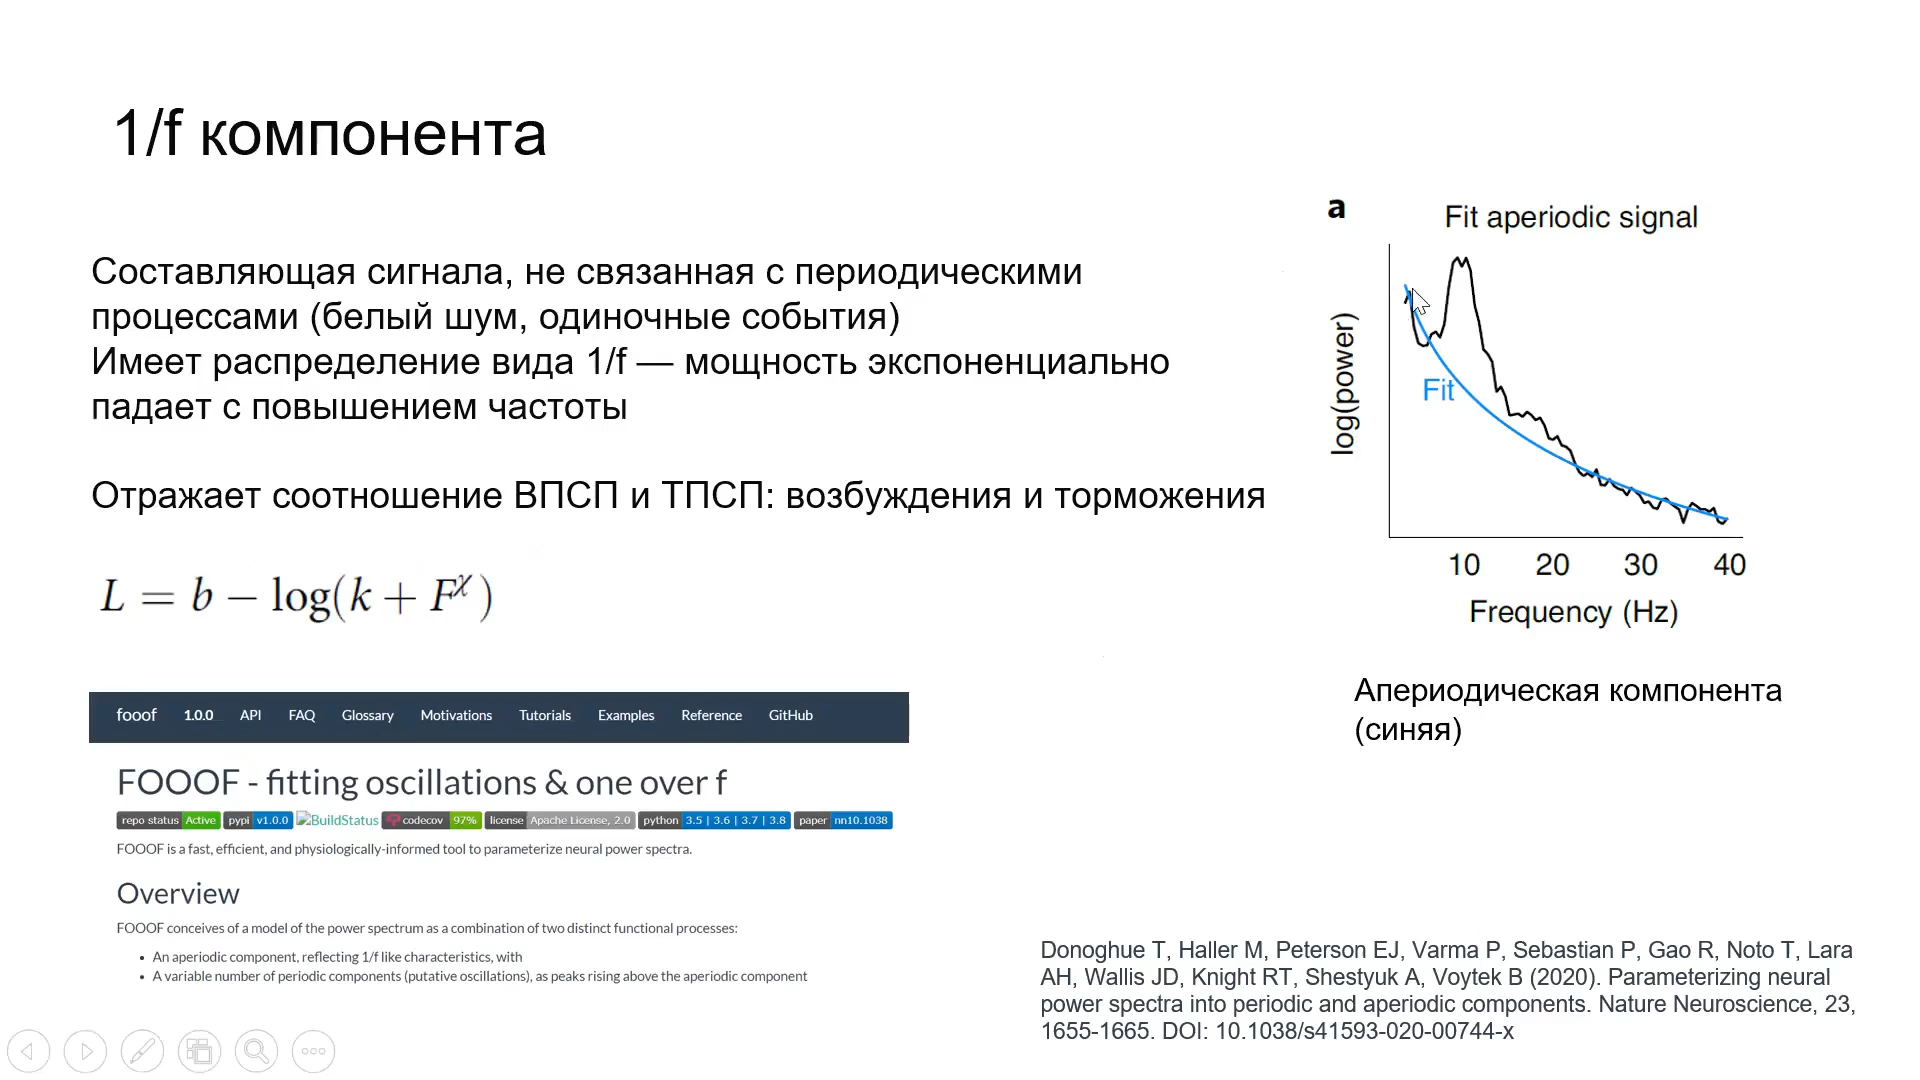 1/f компонента
Составляющая сигнала, не связанная с периодическими
процессами (белый шум, одиночные события)
Имеет распределение вида 1/f — мощность экспоненциально
падает с повышением частоты
Отражает соотношение ВПСП и ТПСП: возбуждения и торможения
L = b − log(k + F^χ)
a
Fit aperiodic signal
log(power)
Fit
10 20 30 40
Frequency (Hz)
Апериодическая компонента
(синяя)
fooof 1.0.0 API FAQ Glossary Motivations Tutorials Examples Reference GitHub
FOOOF - fitting oscillations & one over f
repo status Active pypi v1.0.0 BuildStatus codecov 97% license Apache License, 2.0 python 3.5 | 3.6 | 3.7 | 3.8 paper nn10.1038
FOOOF is a fast, efficient, and physiologically-informed tool to parameterize neural power spectra.
Overview
FOOOF conceives of a model of the power spectrum as a combination of two distinct functional processes:
• An aperiodic component, reflecting 1/f like characteristics, with
• A variable number of periodic components (putative oscillations), as peaks rising above the aperiodic component
Donoghue T, Haller M, Peterson EJ, Varma P, Sebastian P, Gao R, Noto T, Lara
AH, Wallis JD, Knight RT, Shestyuk A, Voytek B (2020). Parameterizing neural
power spectra into periodic and aperiodic components. Nature Neuroscience, 23,
1655-1665. DOI: 10.1038/s41593-020-00744-x